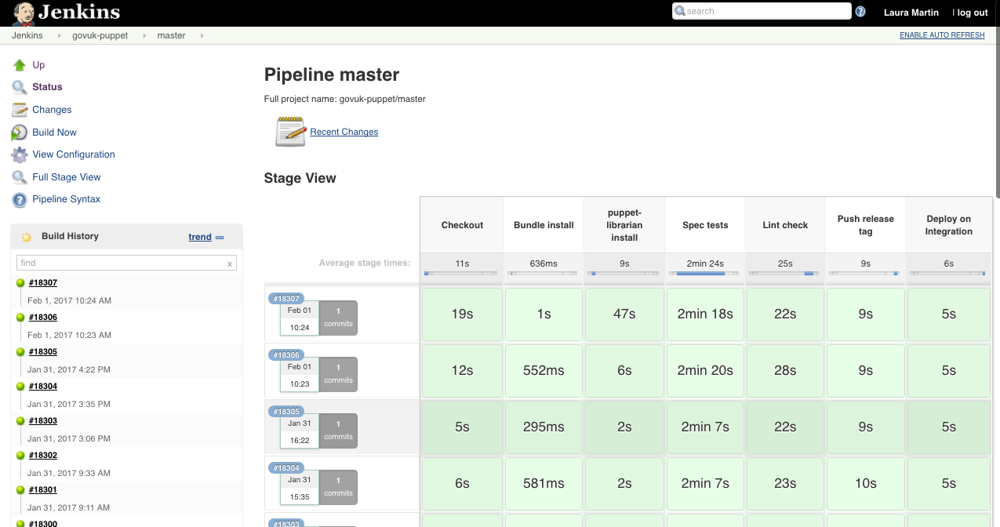 Jenkins
search
Laura Martin | log out
Jenkins govuk-puppet master
ENABLE AUTO REFRESH
Up
Status
Changes
Build Now
View Configuration
Full Stage View
Pipeline Syntax
Build History trend
find x
#18307
Feb 1, 2017 10:24 AM
#18306
Feb 1, 2017 10:23 AM
#18305
Jan 31, 2017 4:22 PM
#18304
Jan 31, 2017 3:35 PM
#18303
Jan 31, 2017 3:06 PM
#18302
Jan 31, 2017 9:33 AM
#18301
Jan 31, 2017 9:11 AM
#18300
Pipeline master
Full project name: govuk-puppet/master
Recent Changes
Stage View
Checkout
Bundle install
puppet-
librarian
install
Spec tests
Lint check
Push release
tag
Deploy on
Integration
Average stage times: 11s 636ms 9s 2min 24s 25s 9s 6s
#18307
Feb 01
10:24
1
commits
19s 1s 47s 2min 18s 22s 9s 5s
#18306
Feb 01
10:23
1
commits
12s 552ms 6s 2min 20s 28s 9s 5s
#18305
Jan 31
16:22
1
commits
5s 295ms 2s 2min 7s 22s 9s 5s
#18304
Jan 31
15:35
1
commits
6s 581ms 2s 2min 7s 23s 10s 5s
#18303